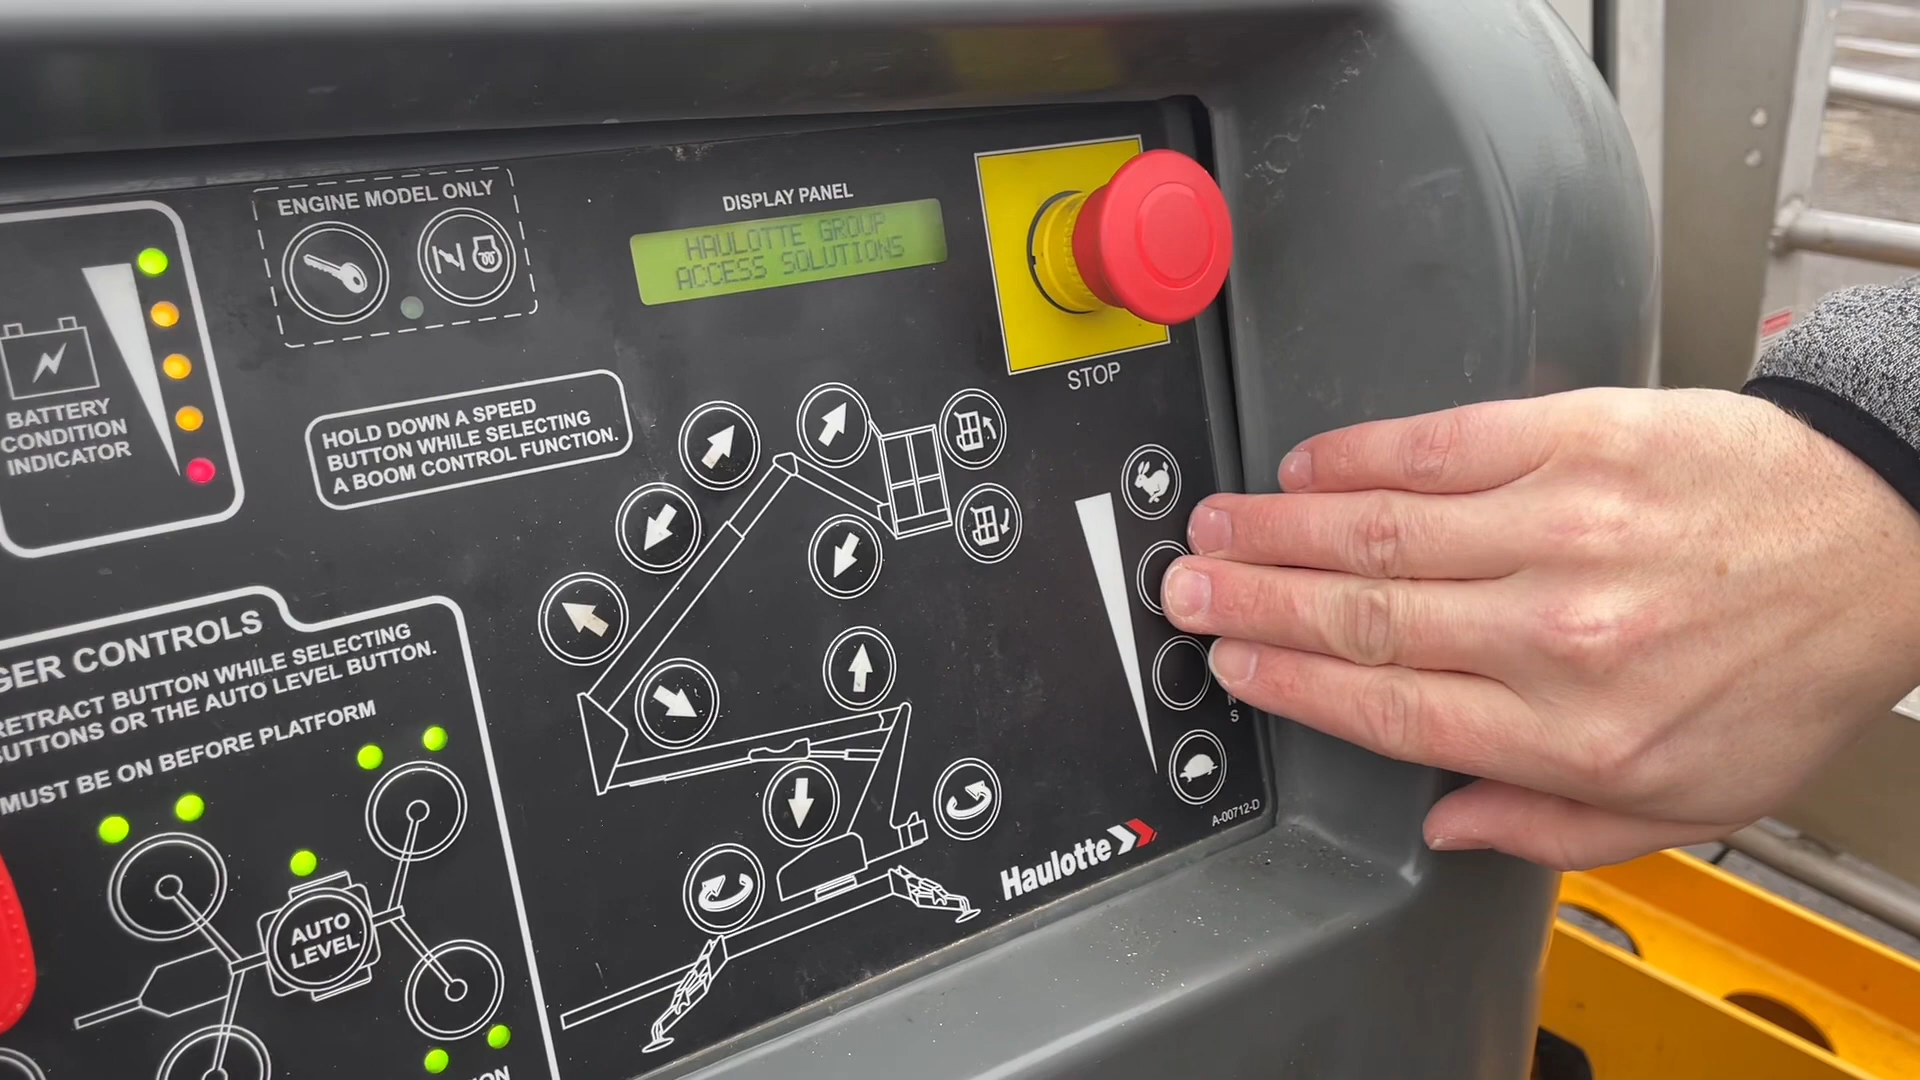 ENGINE MODEL ONLY
DISPLAY PANEL
HAULOTTE GROUP
ACCESS SOLUTIONS
STOP
BATTERY
CONDITION
INDICATOR
HOLD DOWN A SPEED
BUTTON WHILE SELECTING
A BOOM CONTROL FUNCTION.
GER CONTROLS
RETRACT BUTTON WHILE SELECTING
BUTTONS OR THE AUTO LEVEL BUTTON.
MUST BE ON BEFORE PLATFORM
AUTO
LEVEL
S
A-00712-D
Haulotte
ON